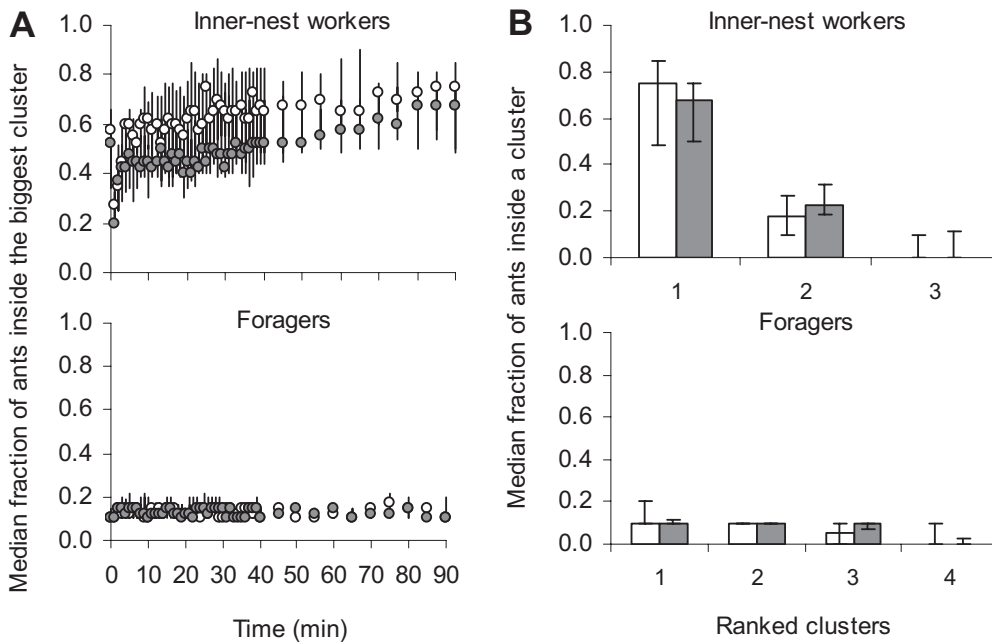 A
Inner-nest workers
1.0
0.8
0.6
0.4
0.2
0.0
Foragers
1.0
0.8
0.6
0.4
0.2
0.0
0 10 20 30 40 50 60 70 80 90
Time (min)
Median fraction of ants inside the biggest cluster
B
Inner-nest workers
1.0
0.8
0.6
0.4
0.2
0.0
1 2 3
Foragers
1.0
0.8
0.6
0.4
0.2
0.0
1 2 3 4
Ranked clusters
Median fraction of ants inside a cluster